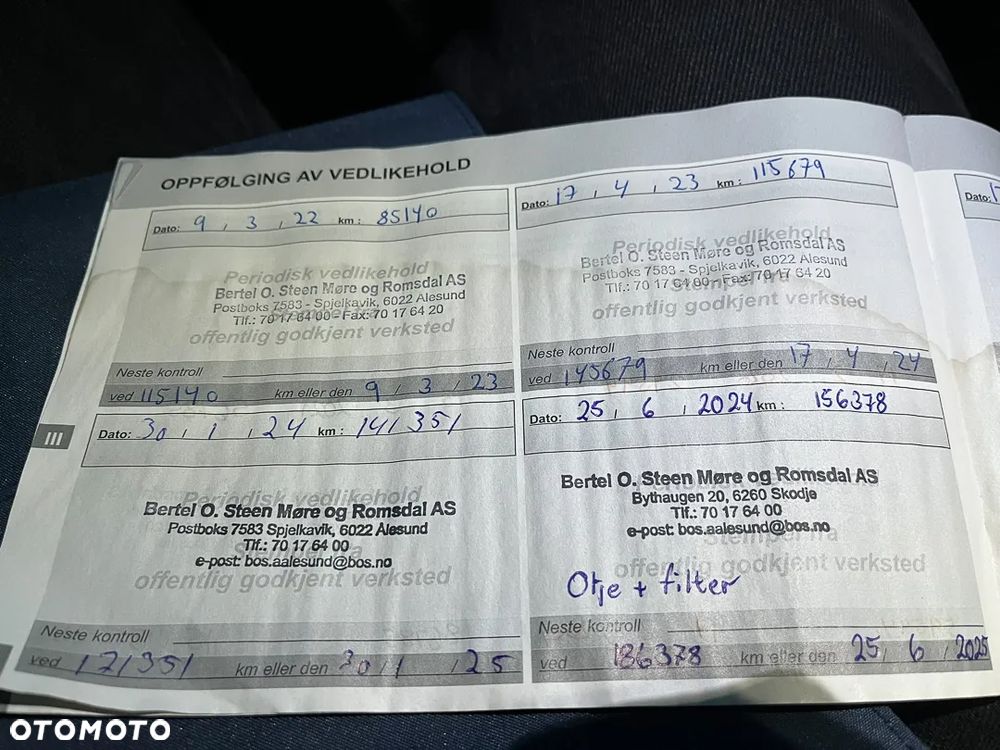 OPPFØLGING AV VEDLIKEHOLD
Dato: 9 / 3 / 22 km: 85140
Periodisk vedlikehold
Bertel O. Steen Møre og Romsdal AS
Postboks 7583 - Spjelkavik, 6022 Ålesund
Tlf.: 70 17 64 00 - Fax: 70 17 64 20
offentlig godkjent verksted
Neste kontroll
ved 115140 km eller den 9 / 3 / 23
Dato: 17 / 4 / 23 km: 115679
Periodisk vedlikehold
Bertel O. Steen Møre og Romsdal AS
Postboks 7583 - Spjelkavik, 6022 Ålesund
Tlf.: 70 17 64 00 - Fax: 70 17 64 20
offentlig godkjent verksted
Neste kontroll
ved 145679 km eller den 17 / 4 / 24
III
Dato: 30 / 1 / 24 km: 141351
Periodisk vedlikehold
Bertel O. Steen Møre og Romsdal AS
Postboks 7583 Spjelkavik, 6022 Ålesund
Tlf.: 70 17 64 00
Stempel fra
e-post: bos.aalesund@bos.no
offentlig godkjent verksted
Neste kontroll
ved 171351 km eller den 30 / 1 / 25
Dato: 25 / 6 / 2024 km: 156378
Bertel O. Steen Møre og Romsdal AS
Bythaugen 20, 6260 Skodje
Tlf.: 70 17 64 00
e-post: bos.aalesund@bos.no
Stempel fra
offentlig godkjent verksted
Olje + filter
Neste kontroll
ved 186378 km eller den 25 / 6 / 2025
Dato:
OTOMOTO